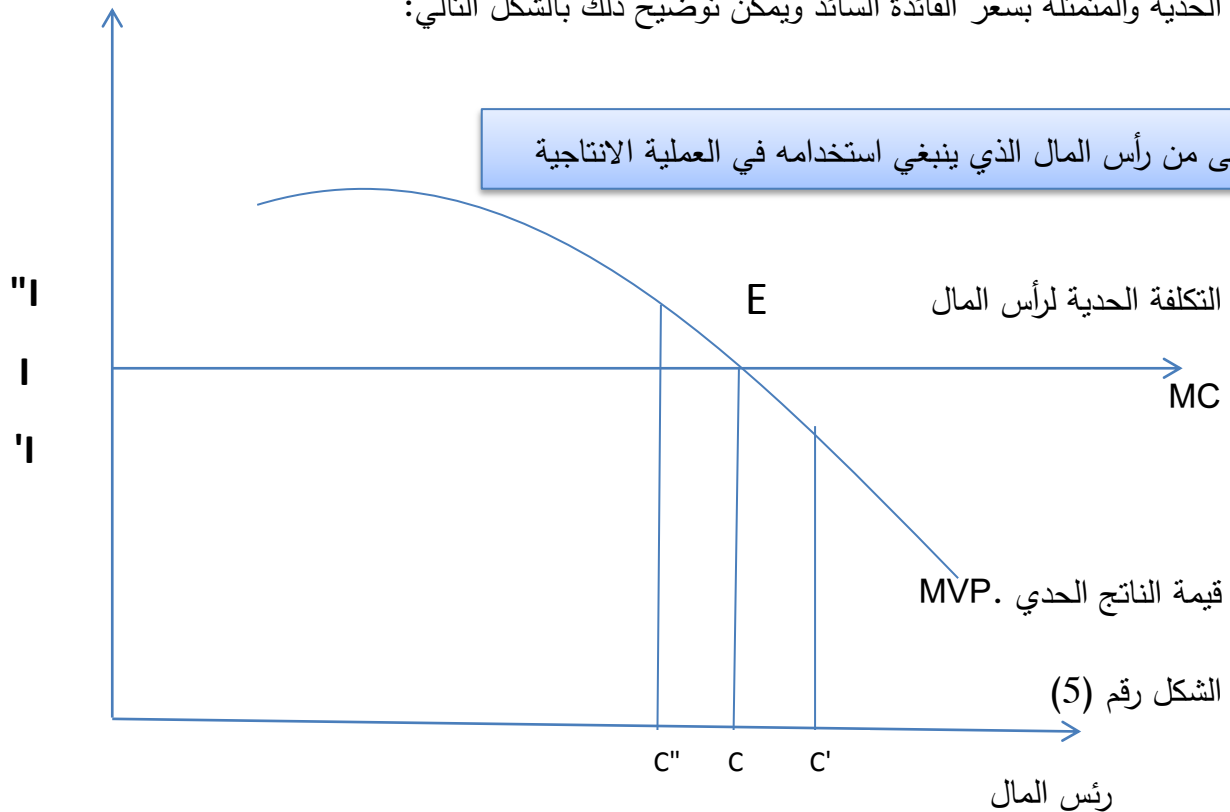 الحدية والمتمثلة بسعر الفائدة السائد ويمكن توضيح ذلك بالشكل التالي:
من رأس المال الذي ينبغي استخدامه في العملية الانتاجية
I"
E
التكلفة الحدية لرأس المال
I
MC
I'
قيمة الناتج الحدي .MVP
الشكل رقم (5)
C" C C'
رئس المال